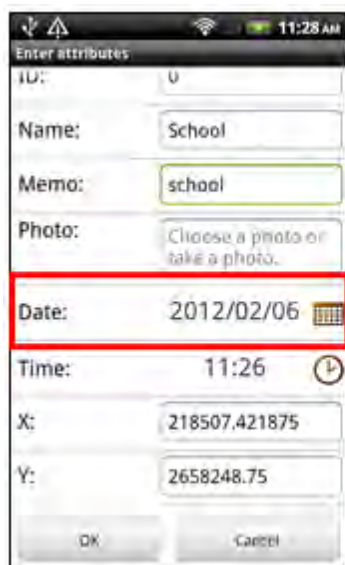 11:28 AM
Enter attributes
ID: 0
Name: School
Memo: school
Photo: Choose a photo or
take a photo.
Date: 2012/02/06
Time: 11:26
X: 218507.421875
Y: 2658248.75
OK Cancel